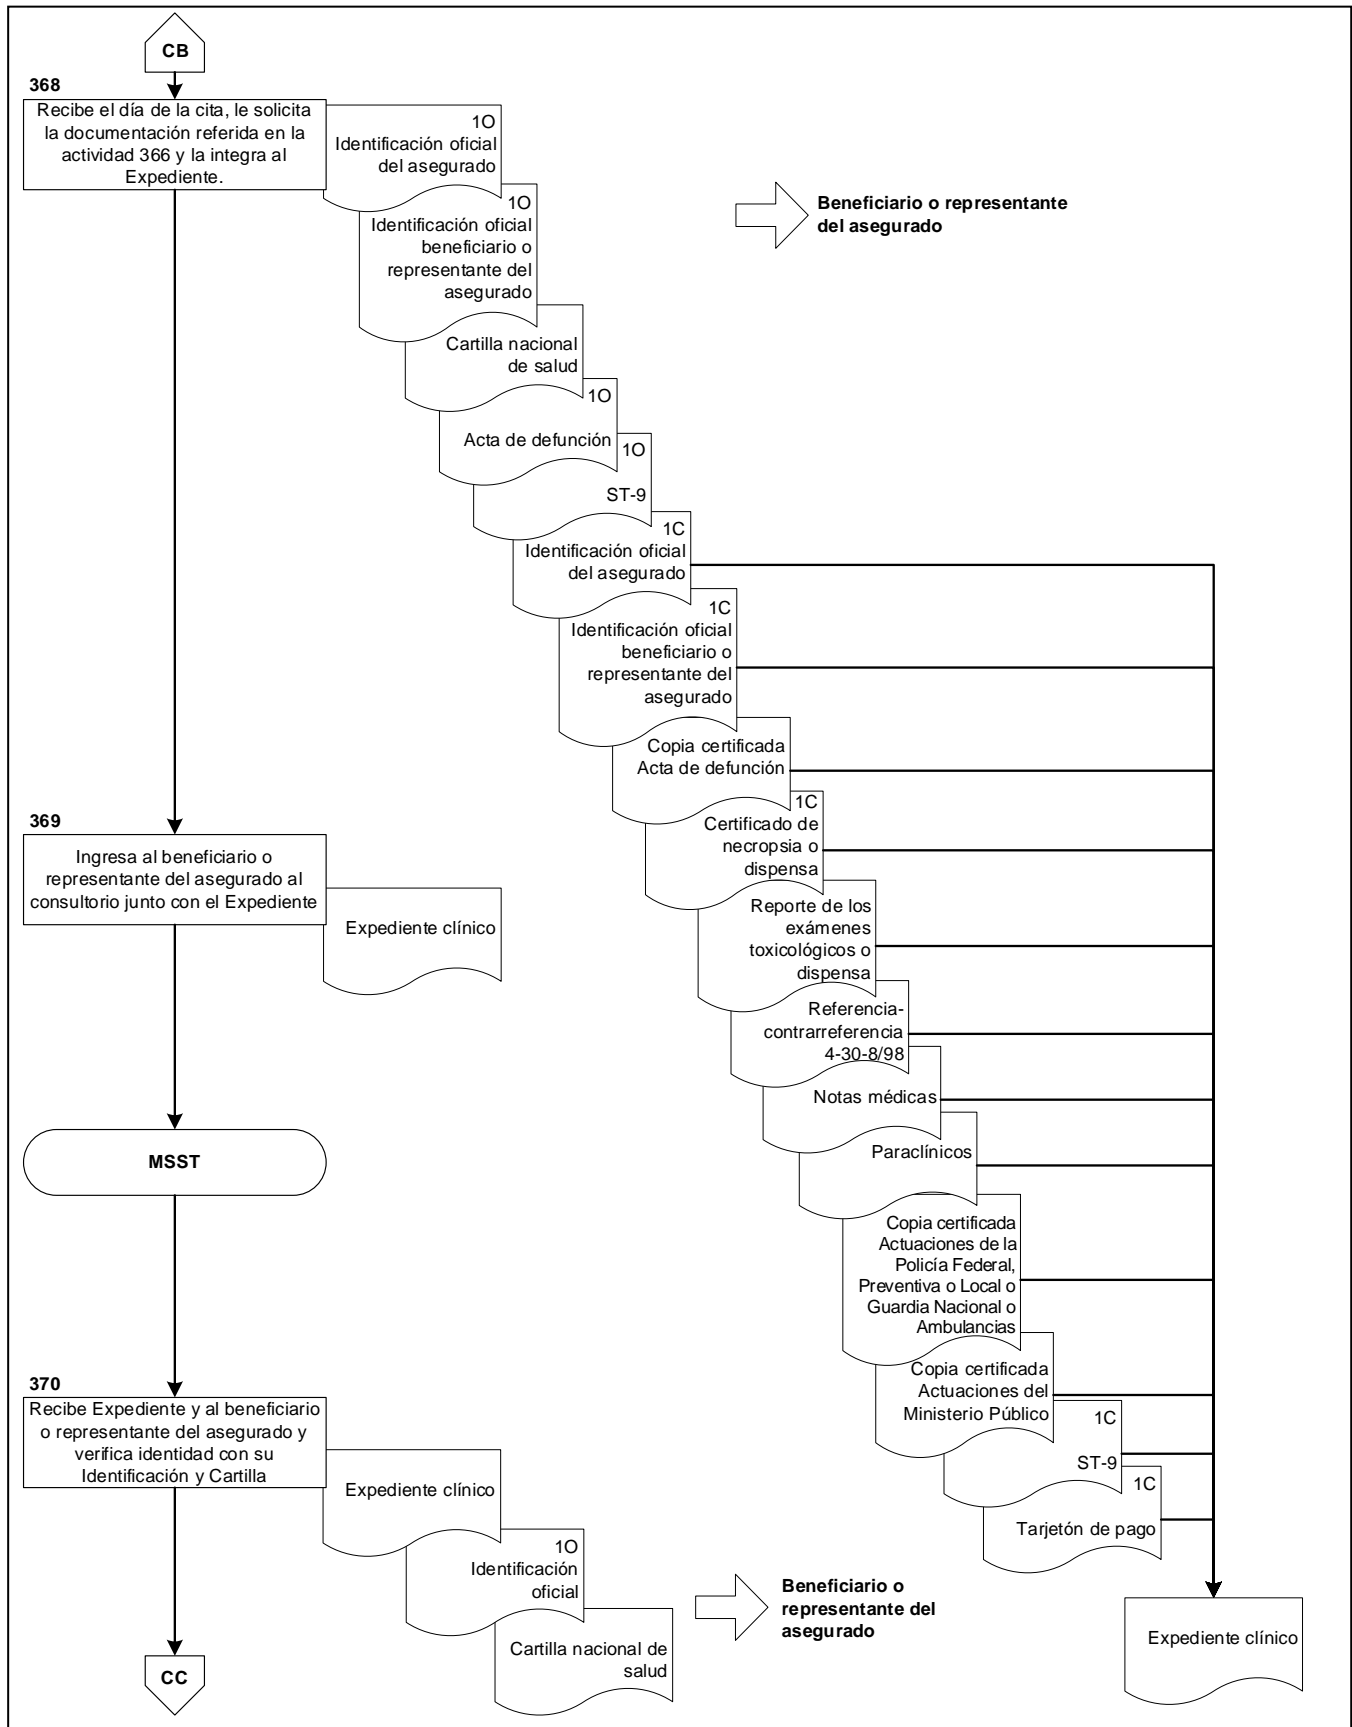 CB
368
Recibe el día de la cita, le solicita
la documentación referida en la
actividad 366 y la integra al
Expediente.
1O
Identificación oficial
del asegurado
1O
Identificación oficial
beneficiario o
representante del
asegurado
Beneficiario o representante
del asegurado
Cartilla nacional
de salud
1O
Acta de defunción
1O
ST-9
1C
Identificación oficial
del asegurado
1C
Identificación oficial
beneficiario o
representante del
asegurado
Copia certificada
Acta de defunción
1C
Certificado de
necropsia o
dispensa
Reporte de los
exámenes
toxicológicos o
dispensa
Referencia-
contrarreferencia
4-30-8/98
Notas médicas
Paraclínicos
Copia certificada
Actuaciones de la
Policía Federal,
Preventiva o Local o
Guardia Nacional o
Ambulancias
Copia certificada
Actuaciones del
Ministerio Público
1C
ST-9
1C
Tarjetón de pago
Expediente clínico
369
Ingresa al beneficiario o
representante del asegurado al
consultorio junto con el Expediente
Expediente clínico
MSST
370
Recibe Expediente y al beneficiario
o representante del asegurado y
verifica identidad con su
Identificación y Cartilla
Expediente clínico
1O
Identificación
oficial
Cartilla nacional de
salud
Beneficiario o
representante del
asegurado
CC